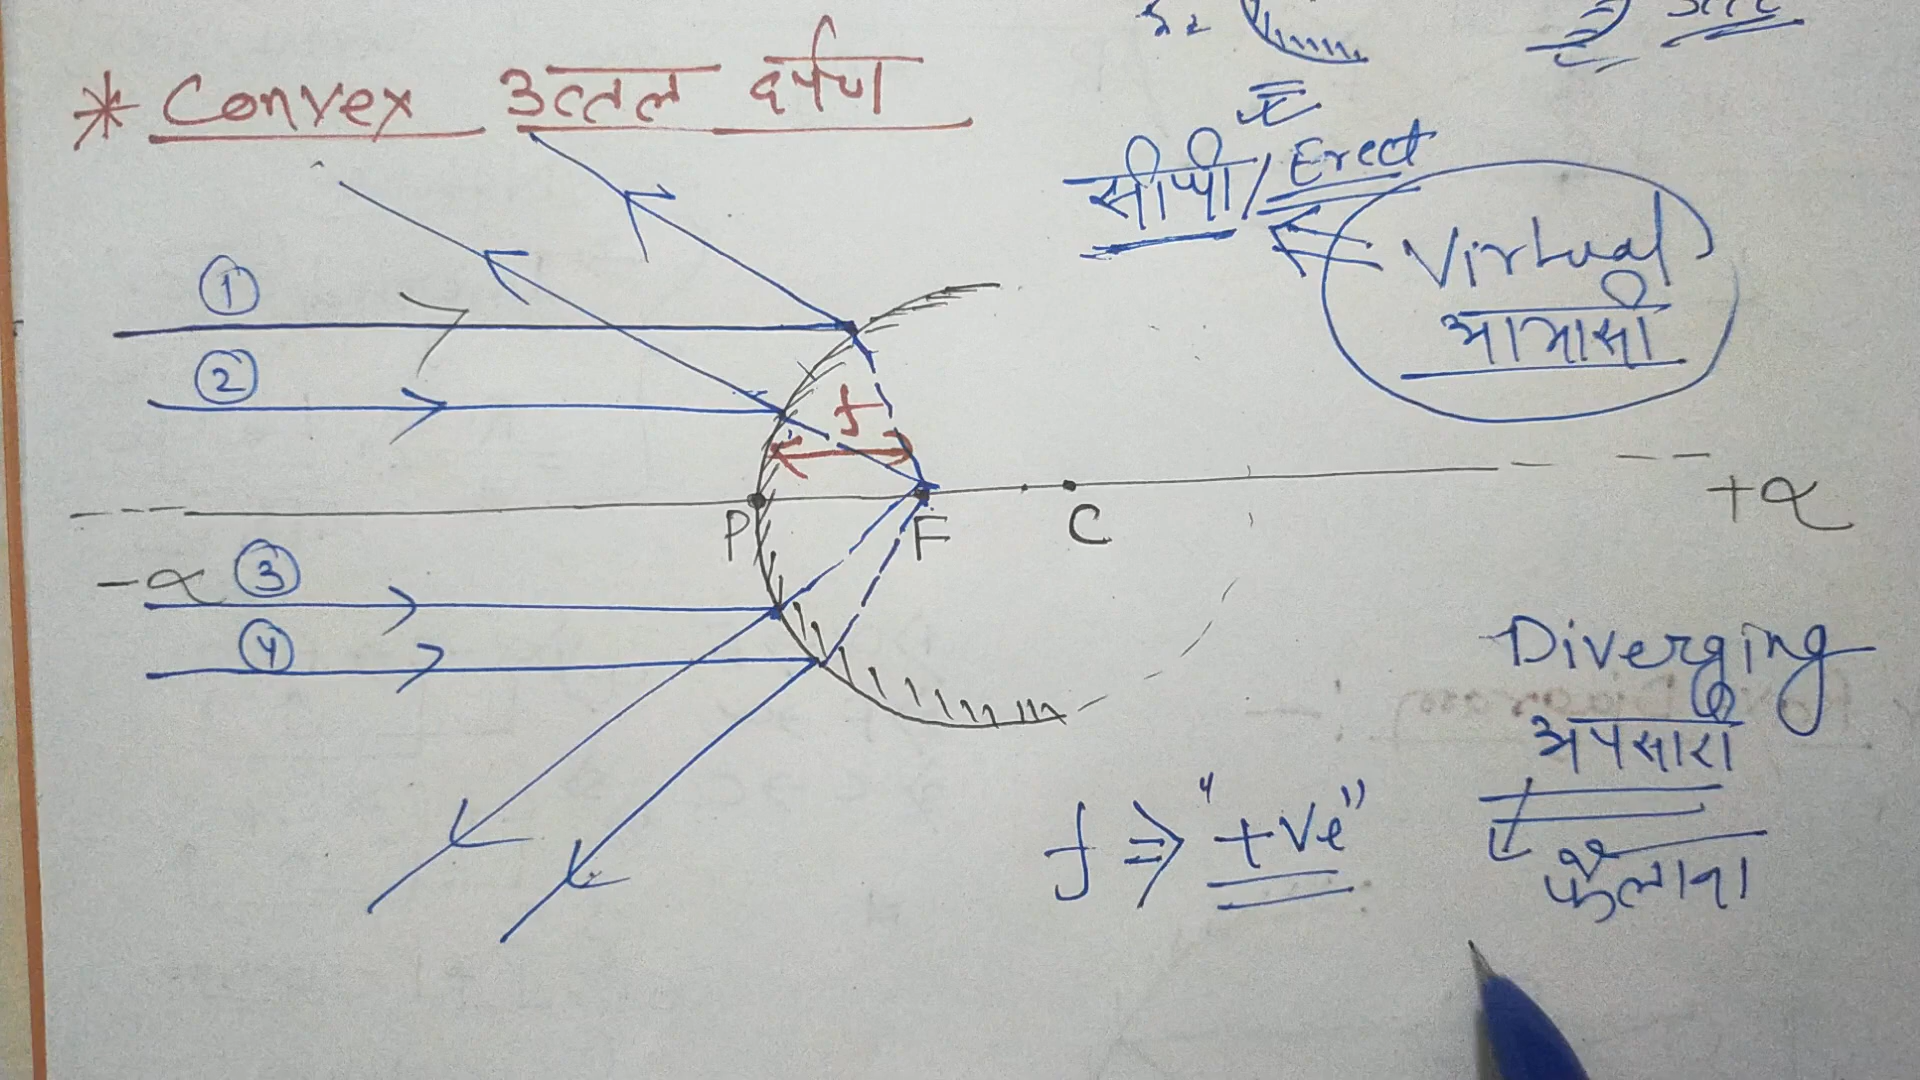 * Convex उत्तल दर्पण
सीधी / Erect
Virtual
आभासी
①
②
f
P
F
C
+∝
-∝
③
④
Diverging
अपसारी
फैलाना
f ⇒ "+ve"